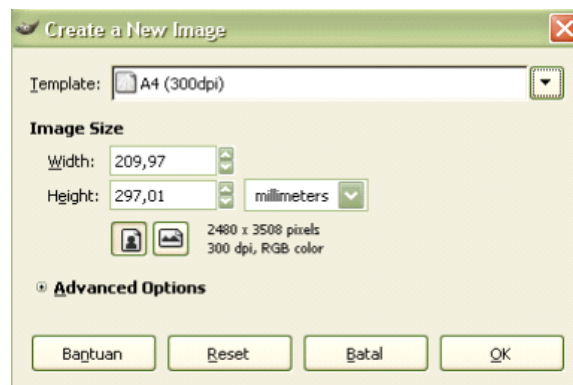 Create a New Image
Template: A4 (300dpi)
Image Size
Width: 209,97
Height: 297,01 millimeters
2480 x 3508 pixels
300 dpi, RGB color
Advanced Options
Bantuan Reset Batal OK